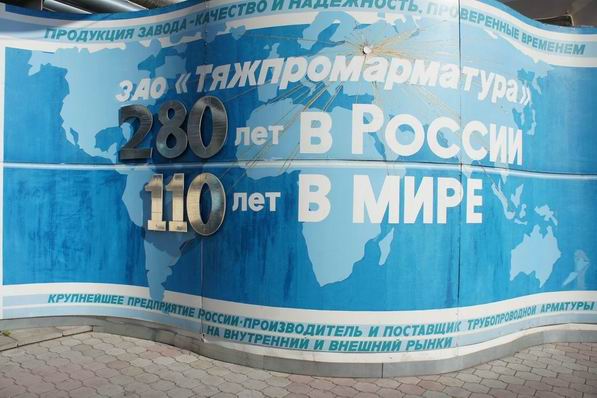 ПРОДУКЦИЯ ЗАВОДА-КАЧЕСТВО И НАДЕЖНОСТЬ, ПРОВЕРЕННЫЕ ВРЕМЕНЕМ
ЗАО «ТЯЖПРОМАРМАТУРА»
280 лет в России
110 лет в мире
КРУПНЕЙШЕЕ ПРЕДПРИЯТИЕ РОССИИ-ПРОИЗВОДИТЕЛЬ И ПОСТАВЩИК ТРУБОПРОВОДНОЙ АРМАТУРЫ
НА ВНУТРЕННИЙ И ВНЕШНИЙ РЫНКИ